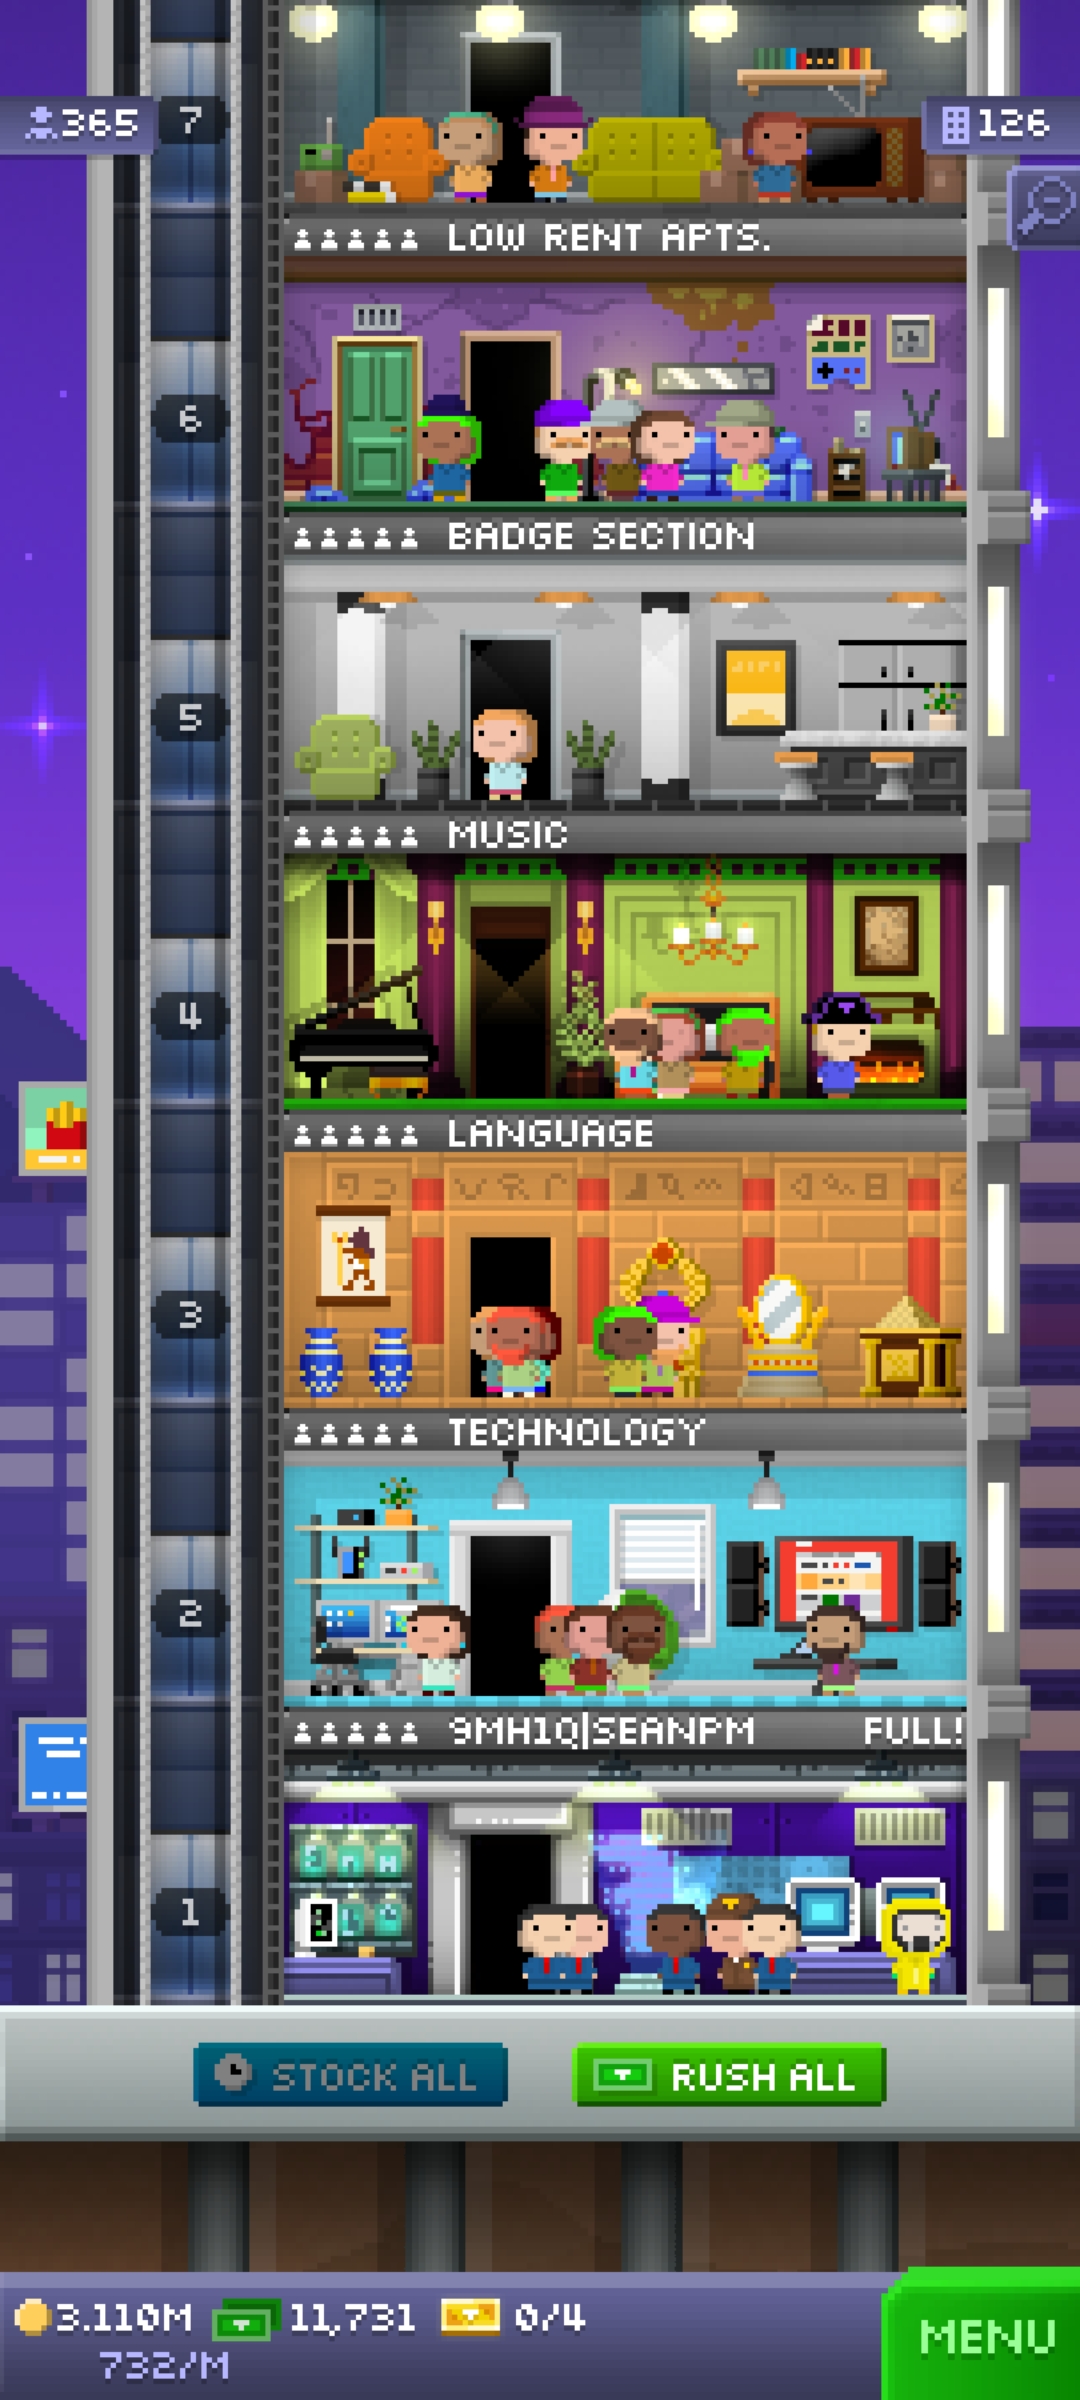 7
365
126
LOW RENT APTS.
6
BADGE SECTION
5
MUSIC
4
LANGUAGE
3
TECHNOLOGY
2
9MH1Q|SEANPM FULL!
1
STOCK ALL
RUSH ALL
3.110M 11,731 0/4
732/M
MENU